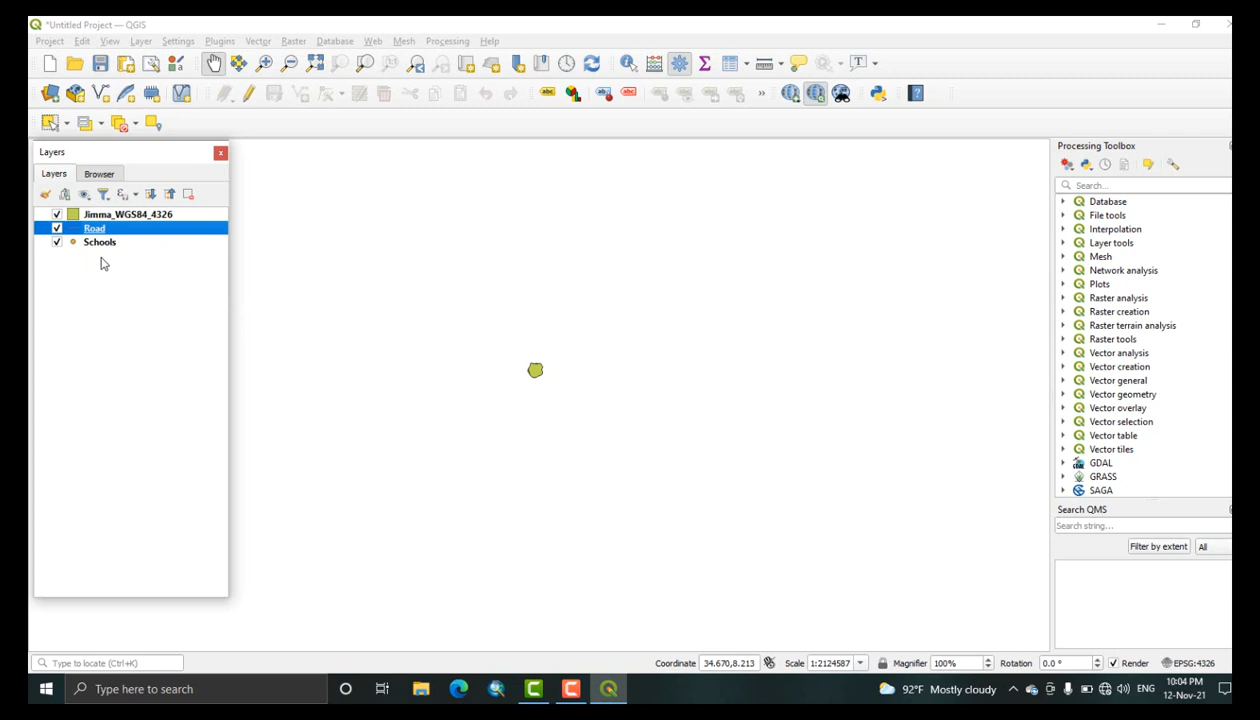 *Untitled Project — QGIS
Project Edit View Layer Settings Plugins Vector Raster Database Web Mesh Processing Help
Layers
Layers Browser
Jimma_WGS84_4326
Road
Schools
Processing Toolbox
Search...
Database
File tools
Interpolation
Layer tools
Mesh
Network analysis
Plots
Raster analysis
Raster creation
Raster terrain analysis
Raster tools
Vector analysis
Vector creation
Vector general
Vector geometry
Vector overlay
Vector selection
Vector table
Vector tiles
GDAL
GRASS
SAGA
Search QMS
Search string...
Filter by extent All
Type to locate (Ctrl+K) Coordinate 34.670,8.213 Scale 1:2124587 Magnifier 100% Rotation 0.0 ° Render EPSG:4326
Type here to search 92°F Mostly cloudy ENG 10:04 PM
12-Nov-21